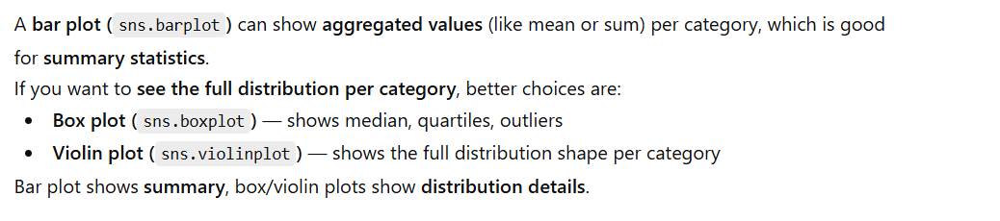 A bar plot (sns.barplot) can show aggregated values (like mean or sum) per category, which is good
for summary statistics.
If you want to see the full distribution per category, better choices are:
• Box plot (sns.boxplot) — shows median, quartiles, outliers
• Violin plot (sns.violinplot) — shows the full distribution shape per category
Bar plot shows summary, box/violin plots show distribution details.